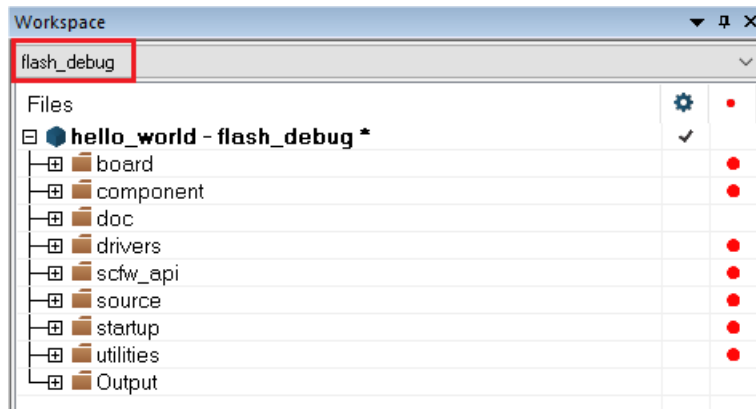 Workspace
flash_debug
Files
hello_world - flash_debug *
board
component
doc
drivers
scfw_api
source
startup
utilities
Output